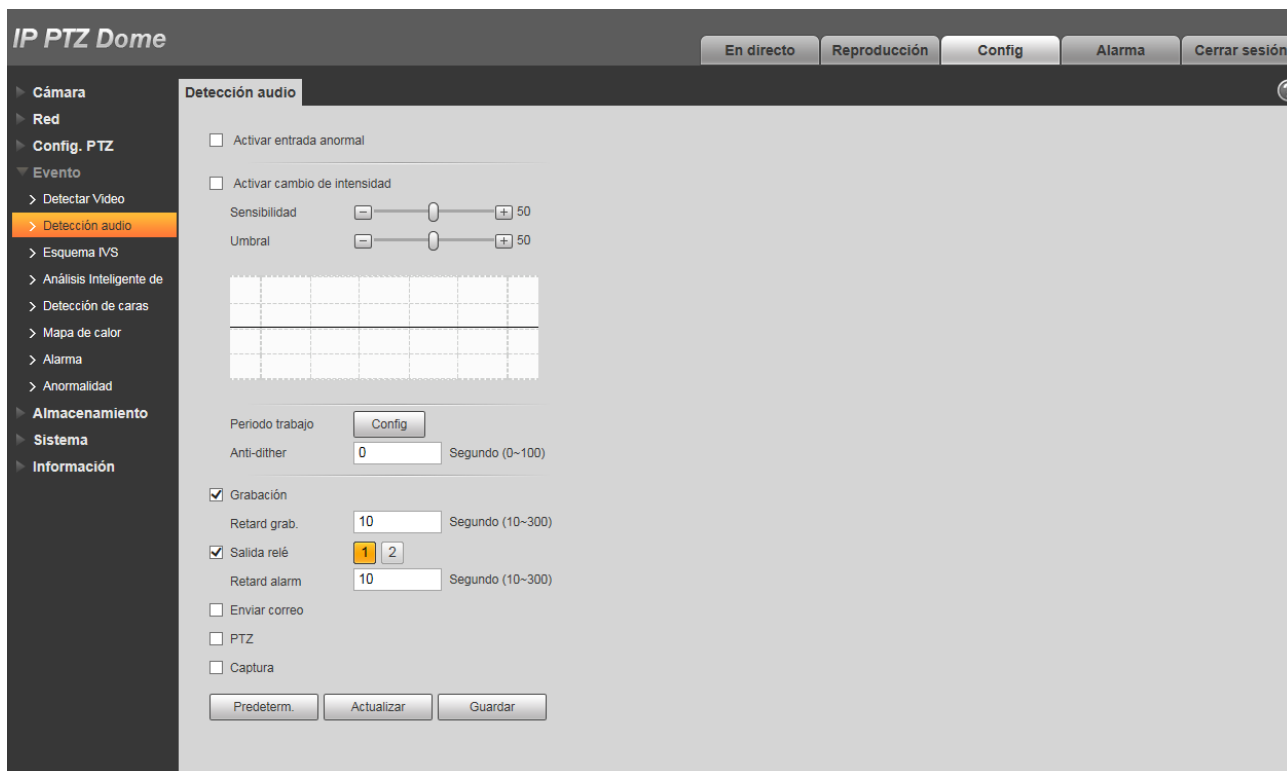 IP PTZ Dome
En directo
Reproducción
Config
Alarma
Cerrar sesión
Cámara
Red
Config. PTZ
Evento
Detectar Video
Detección audio
Esquema IVS
Análisis Inteligente de
Detección de caras
Mapa de calor
Alarma
Anormalidad
Almacenamiento
Sistema
Información
Detección audio
Activar entrada anormal
Activar cambio de intensidad
Sensibilidad 50
Umbral 50
Periodo trabajo Config
Anti-dither 0 Segundo (0~100)
Grabación
Retard grab. 10 Segundo (10~300)
Salida relé 1 2
Retard alarm 10 Segundo (10~300)
Enviar correo
PTZ
Captura
Predeterm. Actualizar Guardar